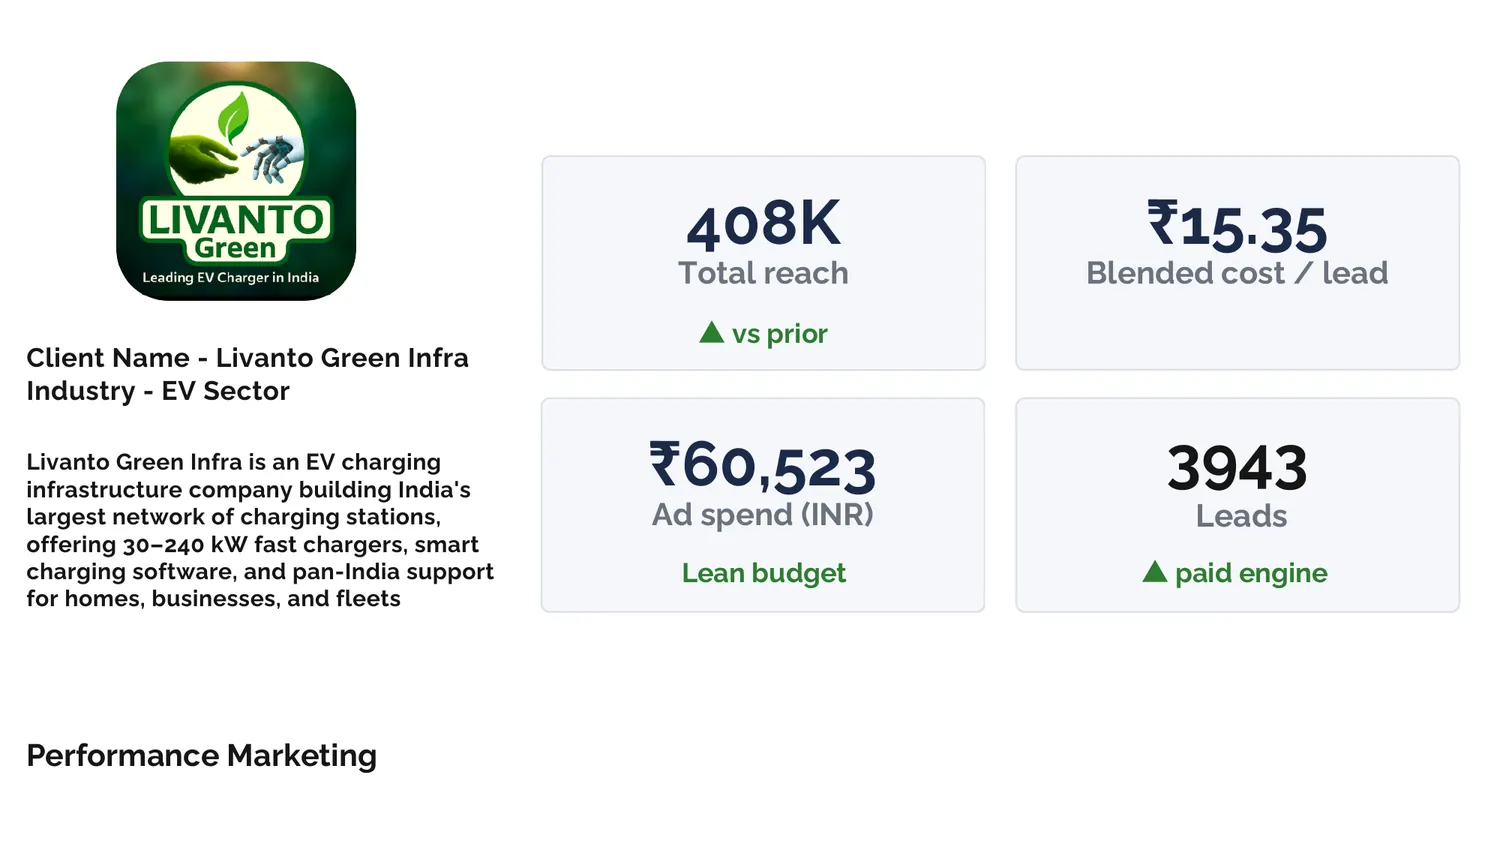 LIVANTO
Green
Leading EV Charger in India
Client Name - Livanto Green Infra
Industry - EV Sector
Livanto Green Infra is an EV charging
infrastructure company building India's
largest network of charging stations,
offering 30–240 kW fast chargers, smart
charging software, and pan-India support
for homes, businesses, and fleets
408K
Total reach
▲ vs prior
₹15.35
Blended cost / lead
₹60,523
Ad spend (INR)
Lean budget
3943
Leads
▲ paid engine
Performance Marketing